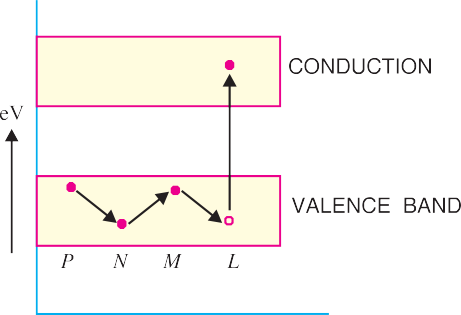 CONDUCTION
eV
VALENCE BAND
P N M L